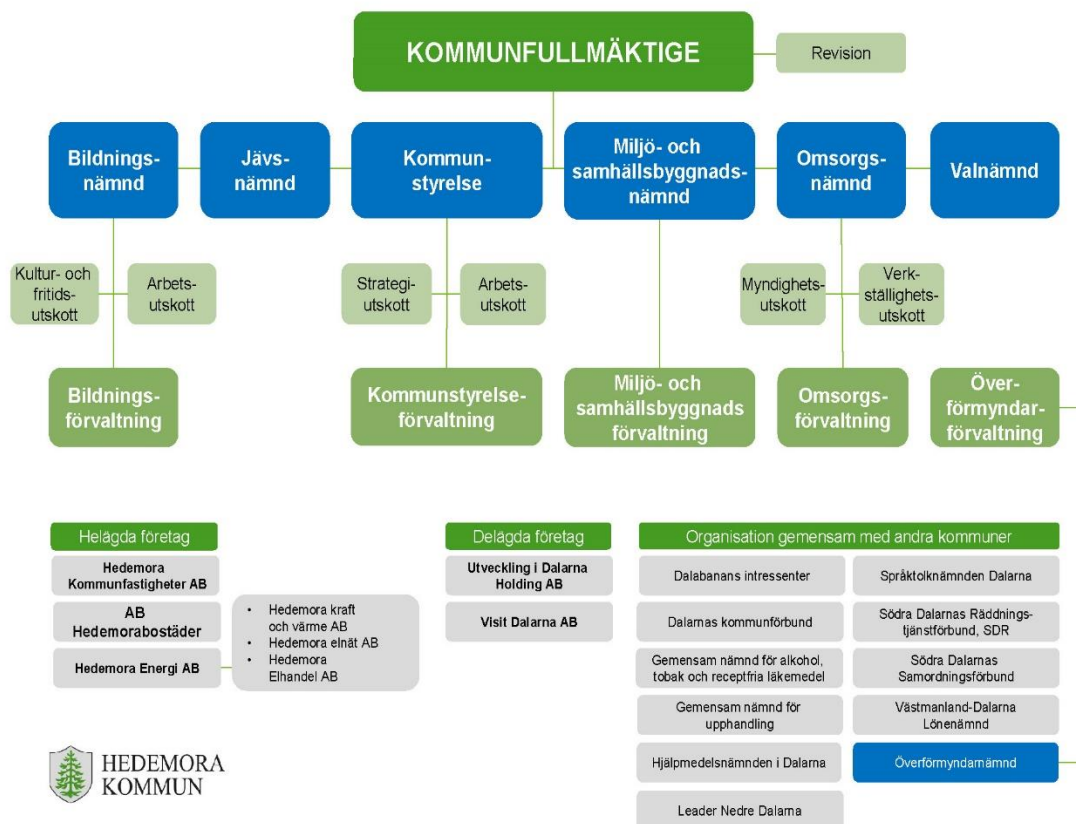 KOMMUNFULLMÄKTIGE
Revision
Bildnings-
nämnd
Jävs-
nämnd
Kommun-
styrelse
Miljö- och
samhällsbyggnads-
nämnd
Omsorgs-
nämnd
Valnämnd
Kultur- och
fritids-
utskott
Arbets-
utskott
Strategi-
utskott
Arbets-
utskott
Myndighets-
utskott
Verk-
ställighets-
utskott
Bildnings-
förvaltning
Kommunstyrelse-
förvaltning
Miljö- och
samhällsbyggnads
förvaltning
Omsorgs-
förvaltning
Över-
förmyndar-
förvaltning
Helägda företag
Hedemora
Kommunfastigheter AB
AB
Hedemorabostäder
Hedemora Energi AB
• Hedemora kraft
och värme AB
• Hedemora elnät AB
• Hedemora
Elhandel AB
Delägda företag
Utveckling i Dalarna
Holding AB
Visit Dalarna AB
Organisation gemensam med andra kommuner
Dalabanans intressenter
Språktolknämnden Dalarna
Dalarnas kommunförbund
Södra Dalarnas Räddnings-
tjänstförbund, SDR
Gemensam nämnd för alkohol,
tobak och receptfria läkemedel
Södra Dalarnas
Samordningsförbund
Gemensam nämnd för
upphandling
Västmanland-Dalarna
Lönenämnd
Hjälpmedelsnämnden i Dalarna
Överförmyndarnämnd
Leader Nedre Dalarna
HEDEMORA
KOMMUN